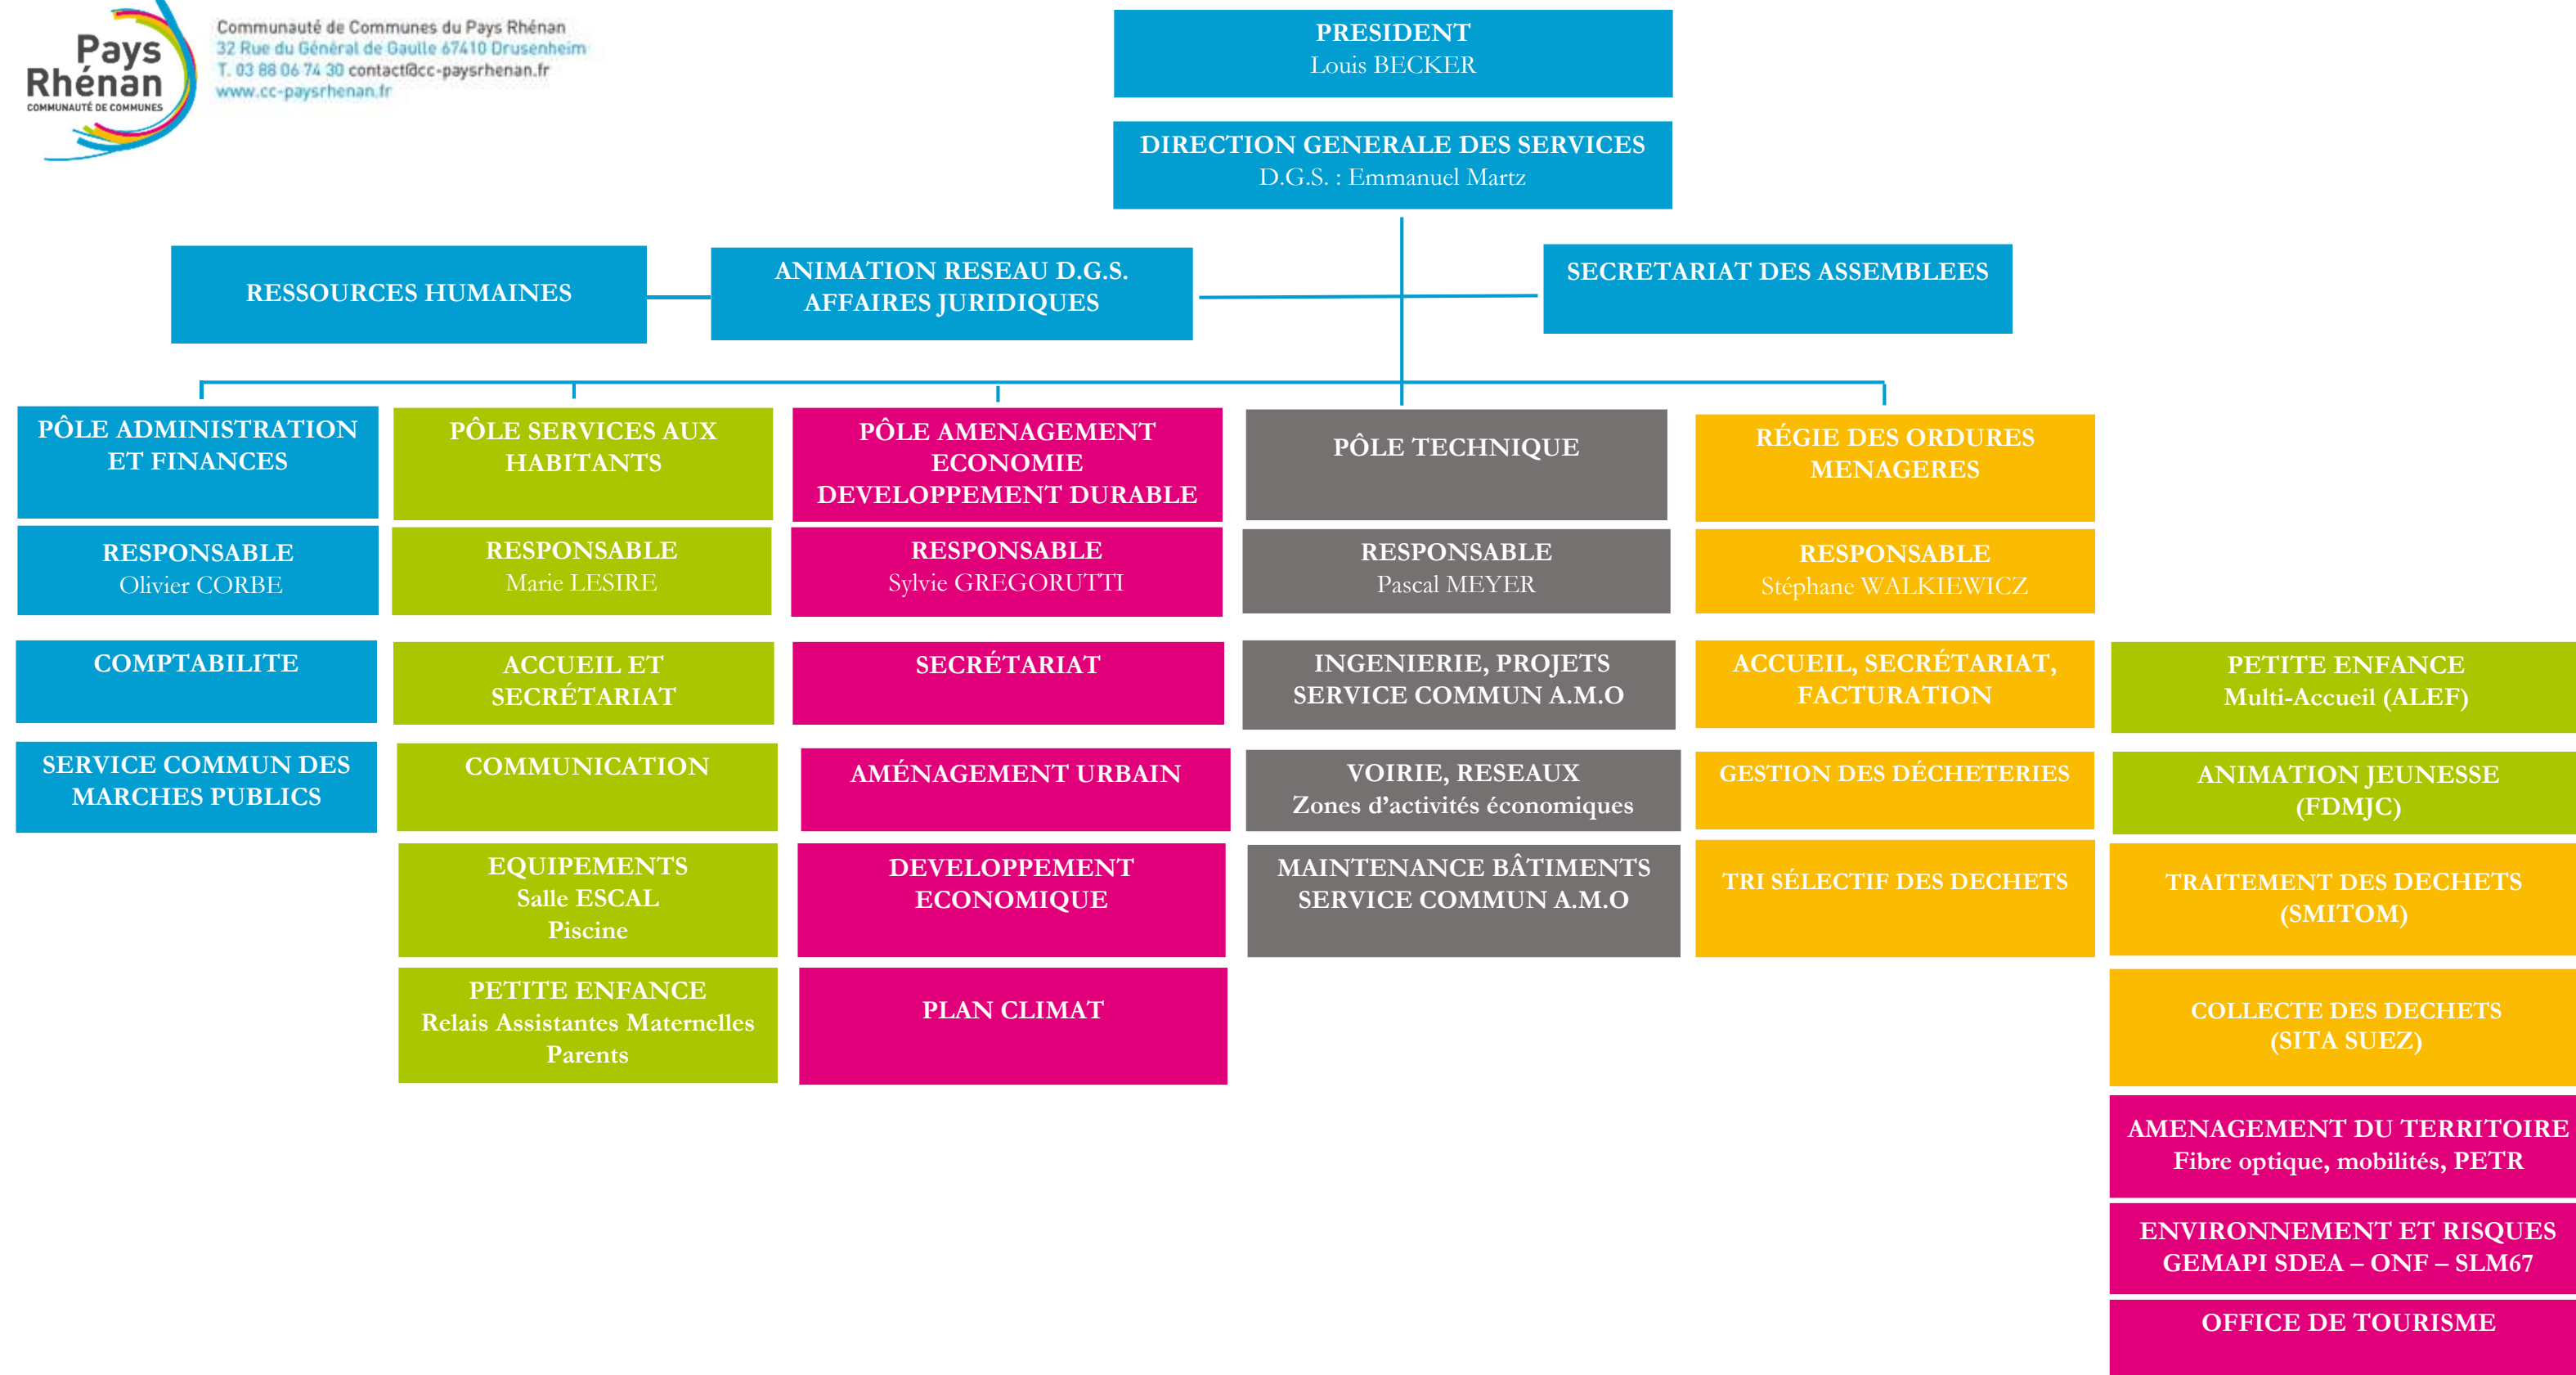 Pays
Rhénan
COMMUNAUTÉ DE COMMUNES
Communauté de Communes du Pays Rhénan
32 Rue du Général de Gaulle 67410 Drusenheim
T. 03 88 06 74 30 contact@cc-paysrhenan.fr
www.cc-paysrhenan.fr
PRESIDENT
Louis BECKER
DIRECTION GENERALE DES SERVICES
D.G.S. : Emmanuel Martz
RESSOURCES HUMAINES
ANIMATION RESEAU D.G.S.
AFFAIRES JURIDIQUES
SECRETARIAT DES ASSEMBLEES
PÔLE ADMINISTRATION
ET FINANCES
RESPONSABLE
Olivier CORBE
COMPTABILITE
SERVICE COMMUN DES
MARCHES PUBLICS
PÔLE SERVICES AUX
HABITANTS
RESPONSABLE
Marie LESIRE
ACCUEIL ET
SECRÉTARIAT
COMMUNICATION
EQUIPEMENTS
Salle ESCAL
Piscine
PETITE ENFANCE
Relais Assistantes Maternelles
Parents
PÔLE AMENAGEMENT
ECONOMIE
DEVELOPPEMENT DURABLE
RESPONSABLE
Sylvie GREGORUTTI
SECRÉTARIAT
AMÉNAGEMENT URBAIN
DEVELOPPEMENT
ECONOMIQUE
PLAN CLIMAT
PÔLE TECHNIQUE
RESPONSABLE
Pascal MEYER
INGENIERIE, PROJETS
SERVICE COMMUN A.M.O
VOIRIE, RESEAUX
Zones d’activités économiques
MAINTENANCE BÂTIMENTS
SERVICE COMMUN A.M.O
RÉGIE DES ORDURES
MENAGERES
RESPONSABLE
Stéphane WALKIEWICZ
ACCUEIL, SECRÉTARIAT,
FACTURATION
GESTION DES DÉCHETERIES
TRI SÉLECTIF DES DECHETS
PETITE ENFANCE
Multi-Accueil (ALEF)
ANIMATION JEUNESSE
(FDMJC)
TRAITEMENT DES DECHETS
(SMITOM)
COLLECTE DES DECHETS
(SITA SUEZ)
AMENAGEMENT DU TERRITOIRE
Fibre optique, mobilités, PETR
ENVIRONNEMENT ET RISQUES
GEMAPI SDEA – ONF – SLM67
OFFICE DE TOURISME